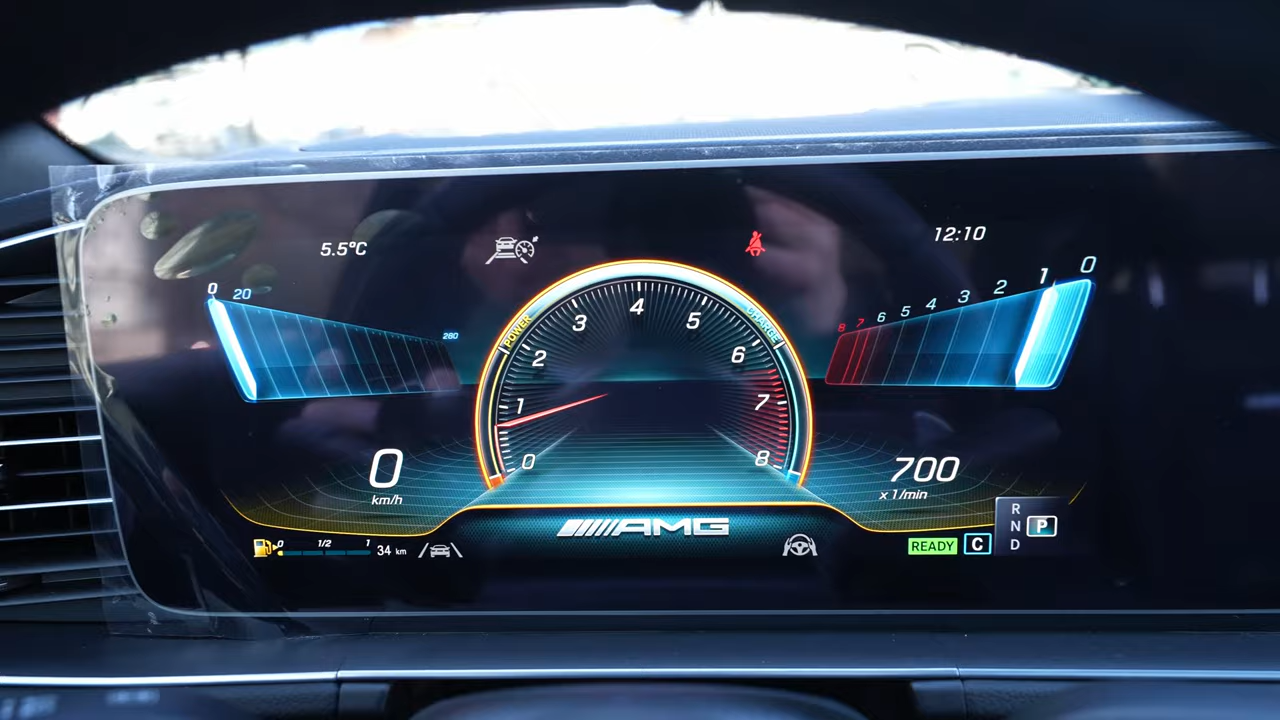 5.5°C
12:10
0 20 280
8 7 6 5 4 3 2 1 0
POWER
CHARGE
0 1 2 3 4 5 6 7 8
0
km/h
700
x 1/min
AMG
0 1/2 1
34 km
READY
C
R
N P
D